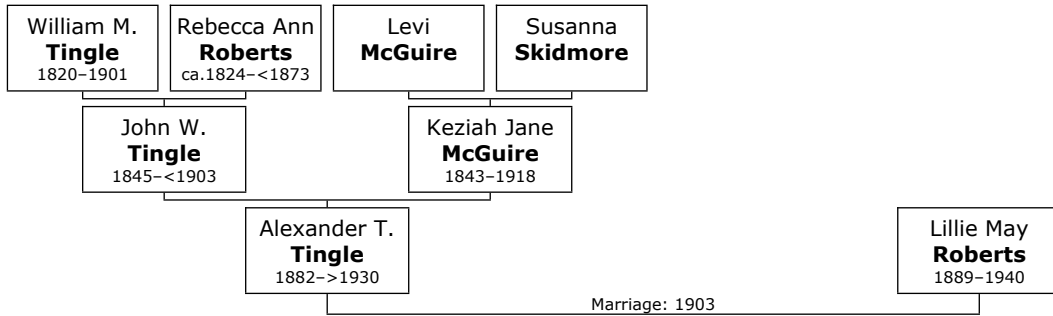 William M.
Tingle
1820–1901
Rebecca Ann
Roberts
ca.1824–<1873
Levi
McGuire
Susanna
Skidmore
John W.
Tingle
1845–<1903
Keziah Jane
McGuire
1843–1918
Alexander T.
Tingle
1882–>1930
Lillie May
Roberts
1889–1940
Marriage: 1903